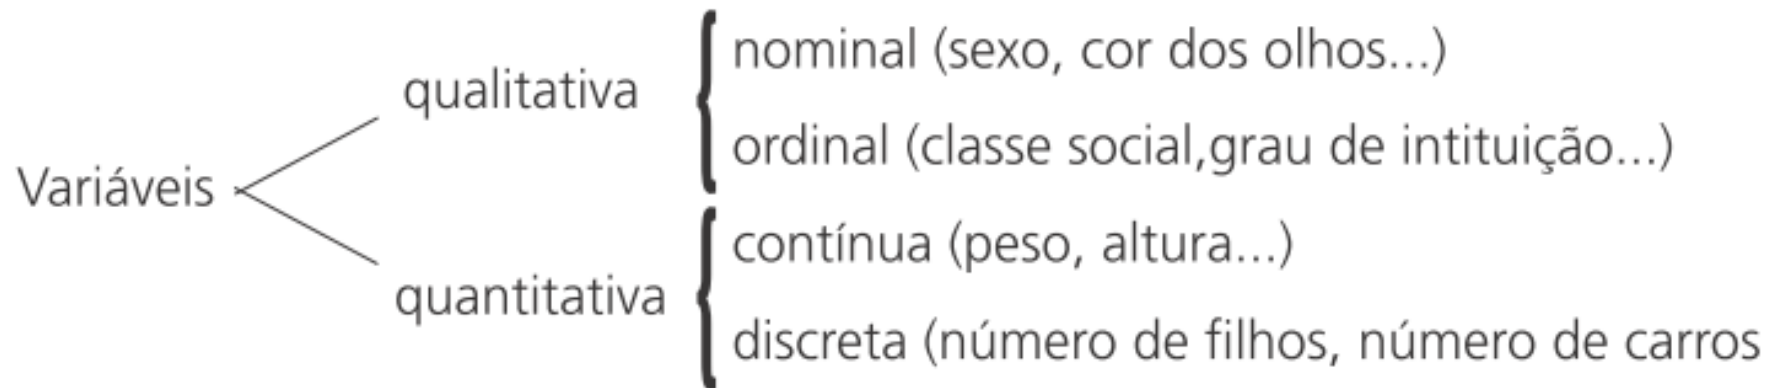 Variáveis
qualitativa
nominal (sexo, cor dos olhos...)
ordinal (classe social,grau de intituição...)
quantitativa
contínua (peso, altura...)
discreta (número de filhos, número de carros